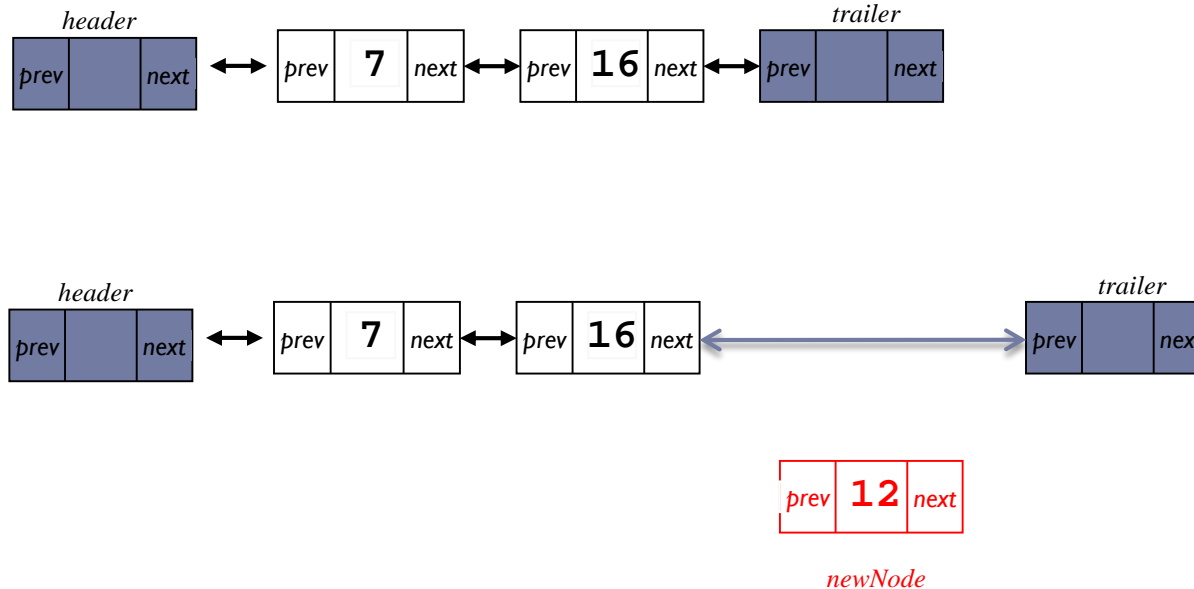 header
trailer
prev next prev 7 next prev 16 next prev next
header
trailer
prev next prev 7 next prev 16 next prev nex
prev 12 next
newNode